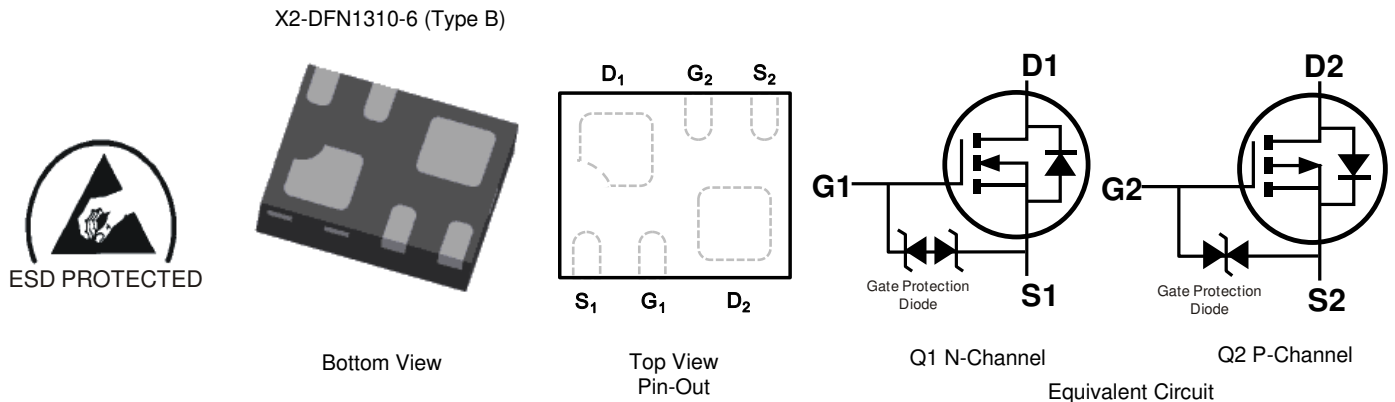 X2-DFN1310-6 (Type B)
ESD PROTECTED
Bottom View
D₁ G₂ S₂
S₁ G₁ D₂
Top View
Pin-Out
D1
G1
Gate Protection
Diode
S1
Q1 N-Channel
D2
G2
Gate Protection
Diode
S2
Q2 P-Channel
Equivalent Circuit